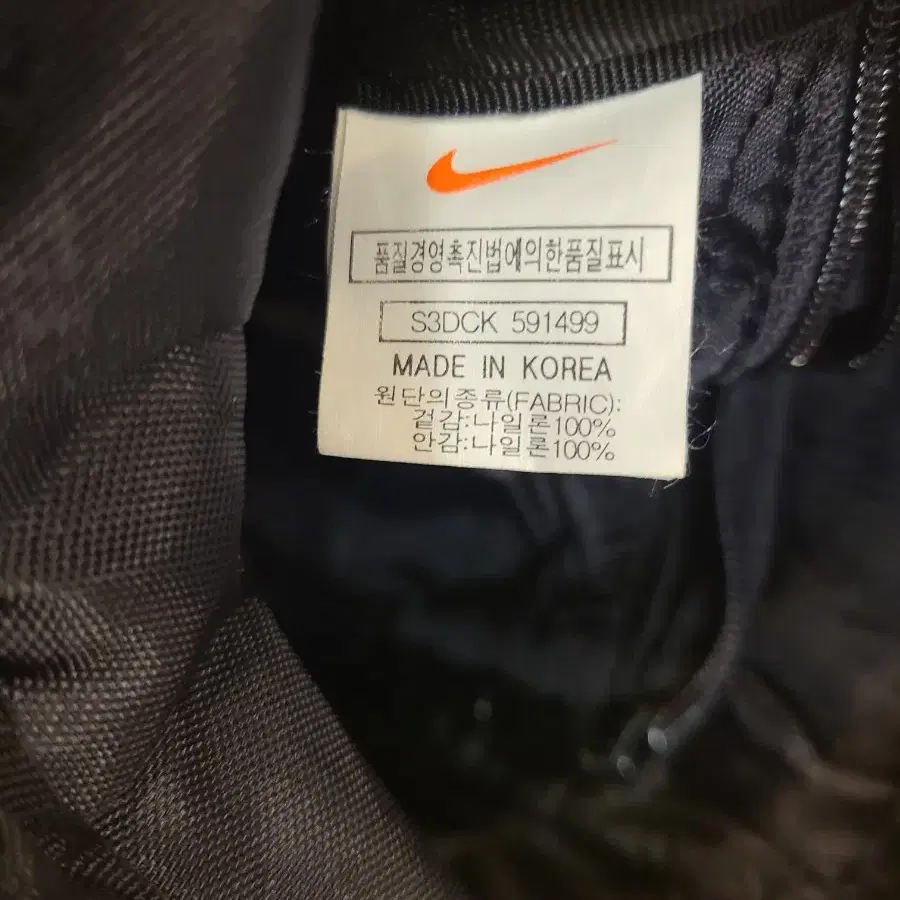 품질경영촉진법에의한품질표시
S3DCK 591499
MADE IN KOREA
원단의종류(FABRIC):
겉감:나일론100%
안감:나일론100%